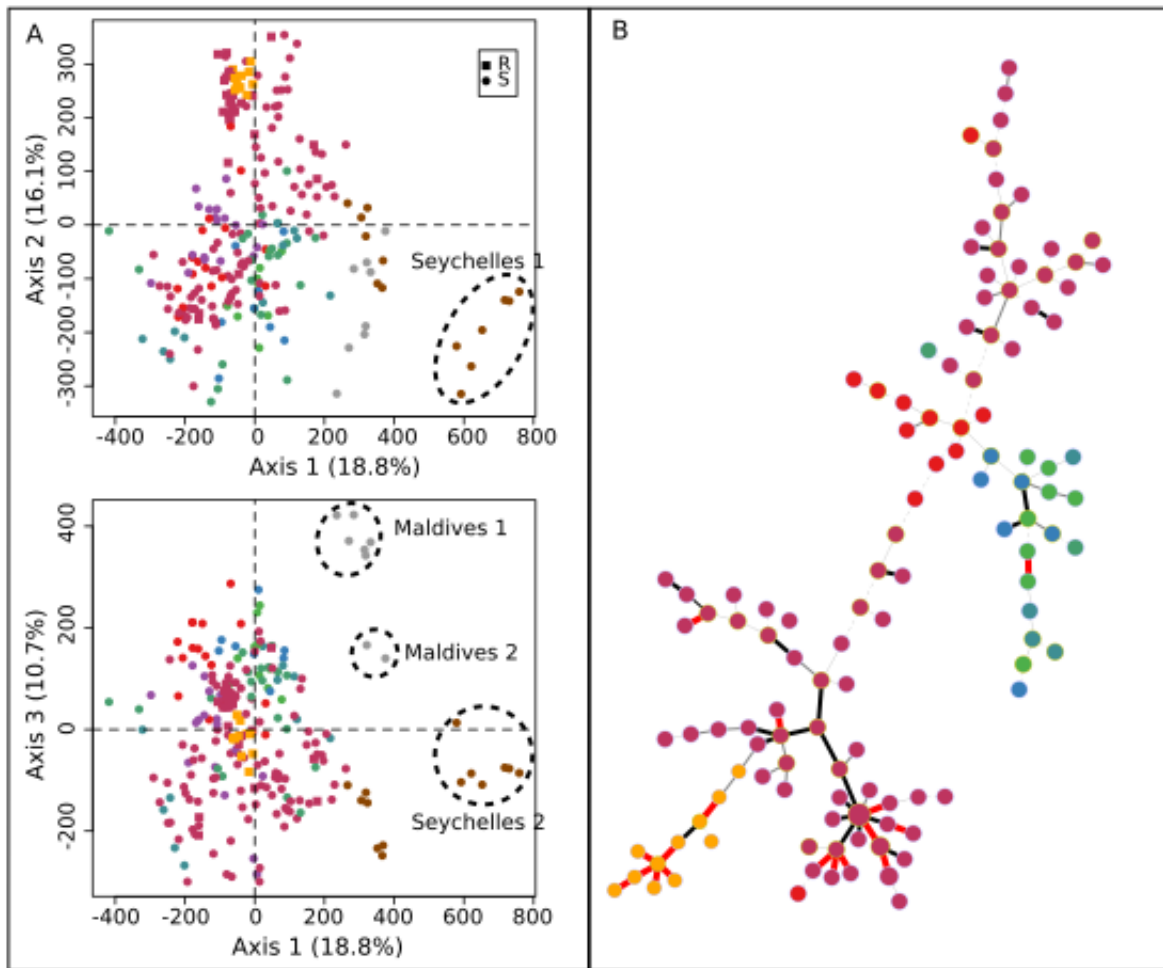 A
B
R
S
300
200
100
0
-100
-200
-300
Axis 2 (16.1%)
Seychelles 1
-400 -200 0 200 400 600 800
Axis 1 (18.8%)
400
200
0
-200
Axis 3 (10.7%)
Maldives 1
Maldives 2
Seychelles 2
-400 -200 0 200 400 600 800
Axis 1 (18.8%)